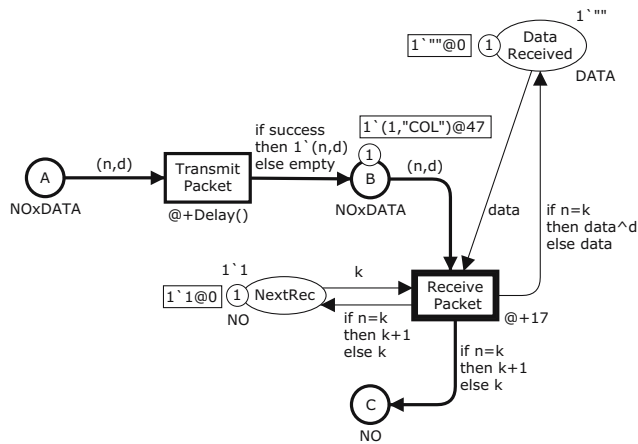 1`""
1`""@0
1
Data
Received
DATA
if success
then 1`(n,d)
else empty
1`(1,"COL")@47
1
A
(n,d)
Transmit
Packet
B
(n,d)
NOxDATA
@+Delay()
NOxDATA
data
if n=k
then data^d
else data
1`1
k
1`1@0
1
NextRec
Receive
Packet
NO
if n=k
then k+1
else k
@+17
if n=k
then k+1
else k
C
NO